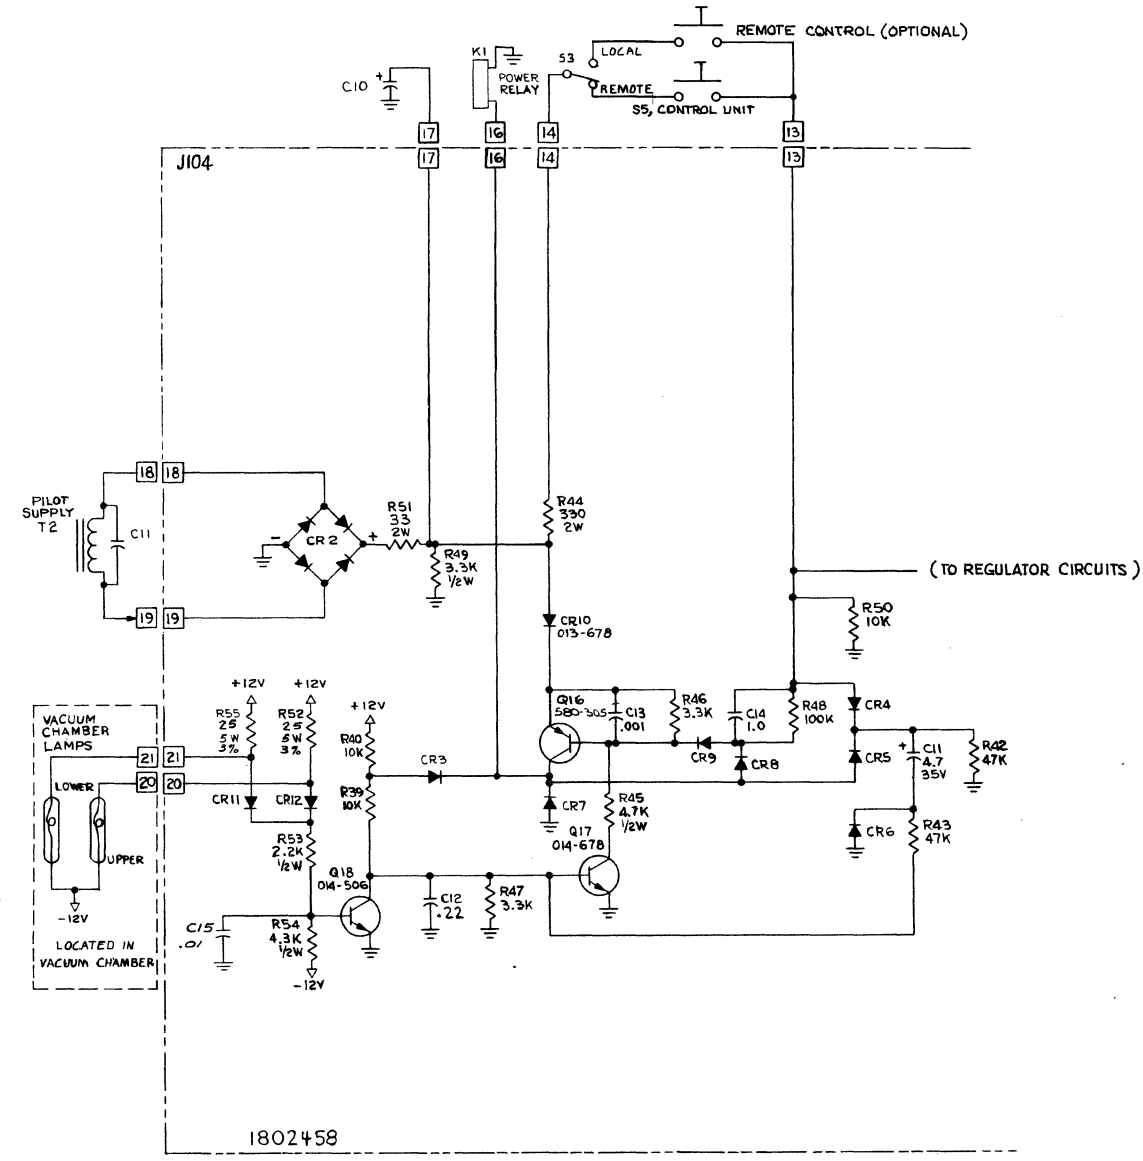 REMOTE CONTROL (OPTIONAL)
K1
POWER
RELAY
S3
LOCAL
REMOTE
S5, CONTROL UNIT
C10
+
17
16
14
13
17
16
14
13
J104
18
18
PILOT
SUPPLY
T2
C11
19
19
-
CR2
+
R51
33
2W
R49
3.3K
1/2W
R44
330
2W
(TO REGULATOR CIRCUITS)
R50
10K
CR10
013-678
VACUUM
CHAMBER
LAMPS
21
21
20
20
LOWER
UPPER
-12V
LOCATED IN
VACUUM CHAMBER
+12V
+12V
R55
25
5W
3%
R52
25
5W
3%
CR11
CR12
R53
2.2K
1/2W
C15
.01
R54
4.3K
1/2W
-12V
+12V
R40
10K
R39
10K
CR3
Q18
014-506
C12
.22
R47
3.3K
Q16
580-305
C13
.001
R46
3.3K
C14
1.0
R48
100K
CR4
CR9
CR8
CR5
+
C11
4.7
35V
R42
47K
CR7
R45
4.7K
1/2W
Q17
014-678
CR6
R43
47K
1802458